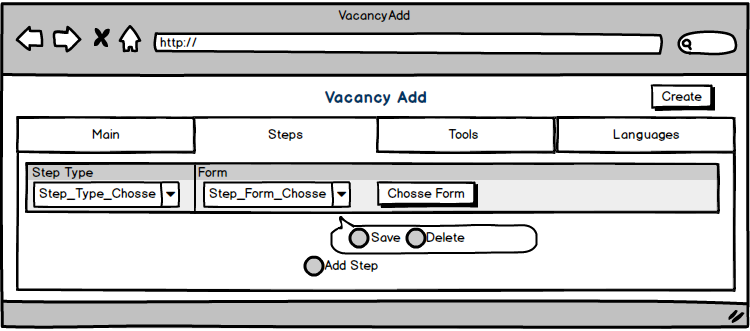 VacancyAdd
http://
Vacancy Add
Create
Main
Steps
Tools
Languages
Step Type
Form
Step_Type_Chosse
Step_Form_Chosse
Chosse Form
Save
Delete
Add Step